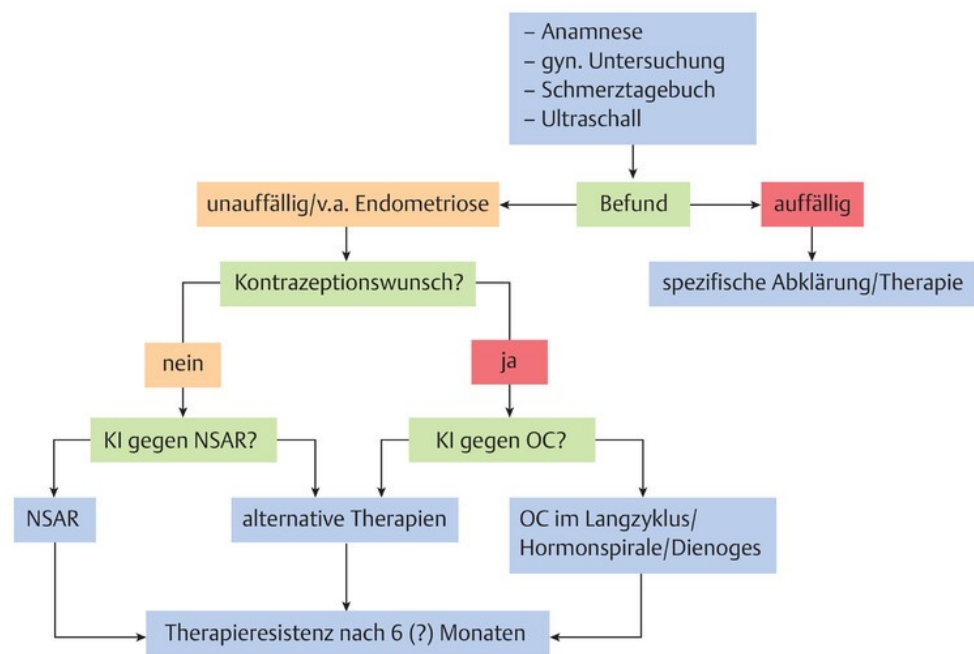 – Anamnese
– gyn. Untersuchung
– Schmerztagebuch
– Ultraschall
unauffällig/v.a. Endometriose
Befund
auffällig
Kontrazeptionswunsch?
spezifische Abklärung/Therapie
nein
ja
KI gegen NSAR?
KI gegen OC?
NSAR
alternative Therapien
OC im Langzyklus/
Hormonspirale/Dienoges
Therapieresistenz nach 6 (?) Monaten